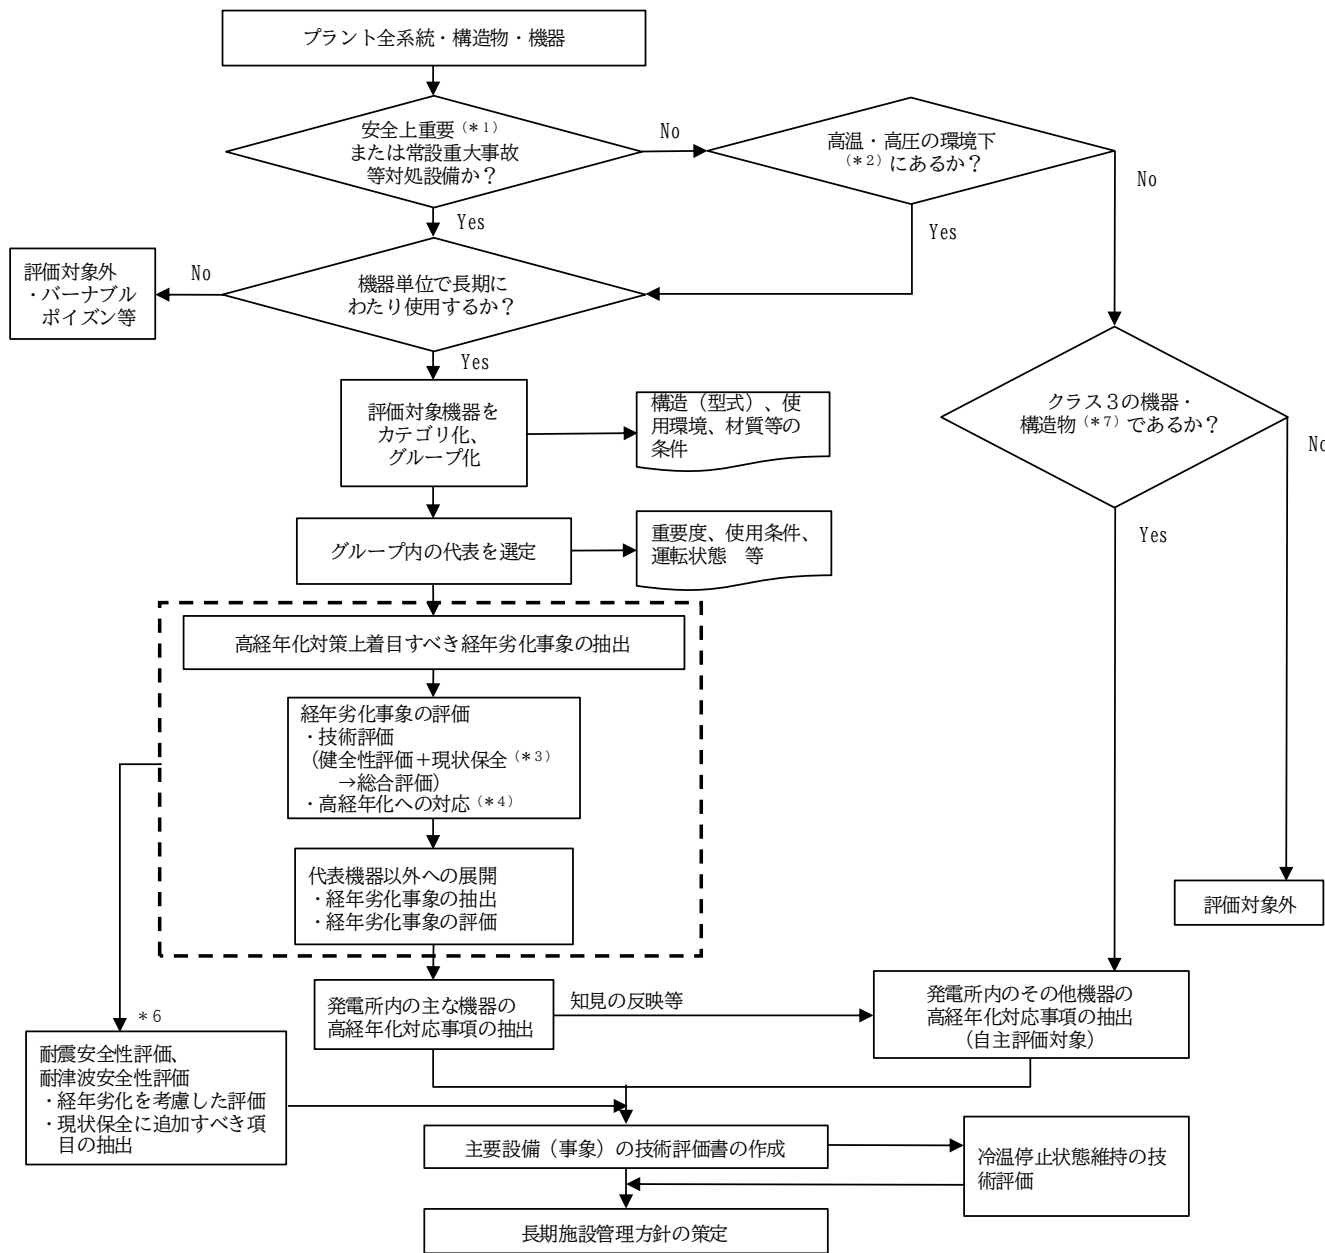 プラント全系統・構造物・機器
安全上重要(＊1)
または常設重大事故
等対処設備か？
No
高温・高圧の環境下
(＊2)にあるか？
No
Yes
Yes
評価対象外
・バーナブル
ポイズン等
No
機器単位で長期に
わたり使用するか？
Yes
評価対象機器を
カテゴリ化、
グループ化
構造（型式）、使
用環境、材質等の
条件
クラス３の機器・
構造物(＊7)であるか？
No
Yes
グループ内の代表を選定
重要度、使用条件、
運転状態　等
高経年化対策上着目すべき経年劣化事象の抽出
経年劣化事象の評価
・技術評価
（健全性評価＋現状保全(＊3)
→総合評価）
・高経年化への対応(＊4)
代表機器以外への展開
・経年劣化事象の抽出
・経年劣化事象の評価
評価対象外
発電所内の主な機器の
高経年化対応事項の抽出
知見の反映等
発電所内のその他機器の
高経年化対応事項の抽出
（自主評価対象）
＊6
耐震安全性評価、
耐津波安全性評価
・経年劣化を考慮した評価
・現状保全に追加すべき項
目の抽出
主要設備（事象）の技術評価書の作成
冷温停止状態維持の技
術評価
長期施設管理方針の策定